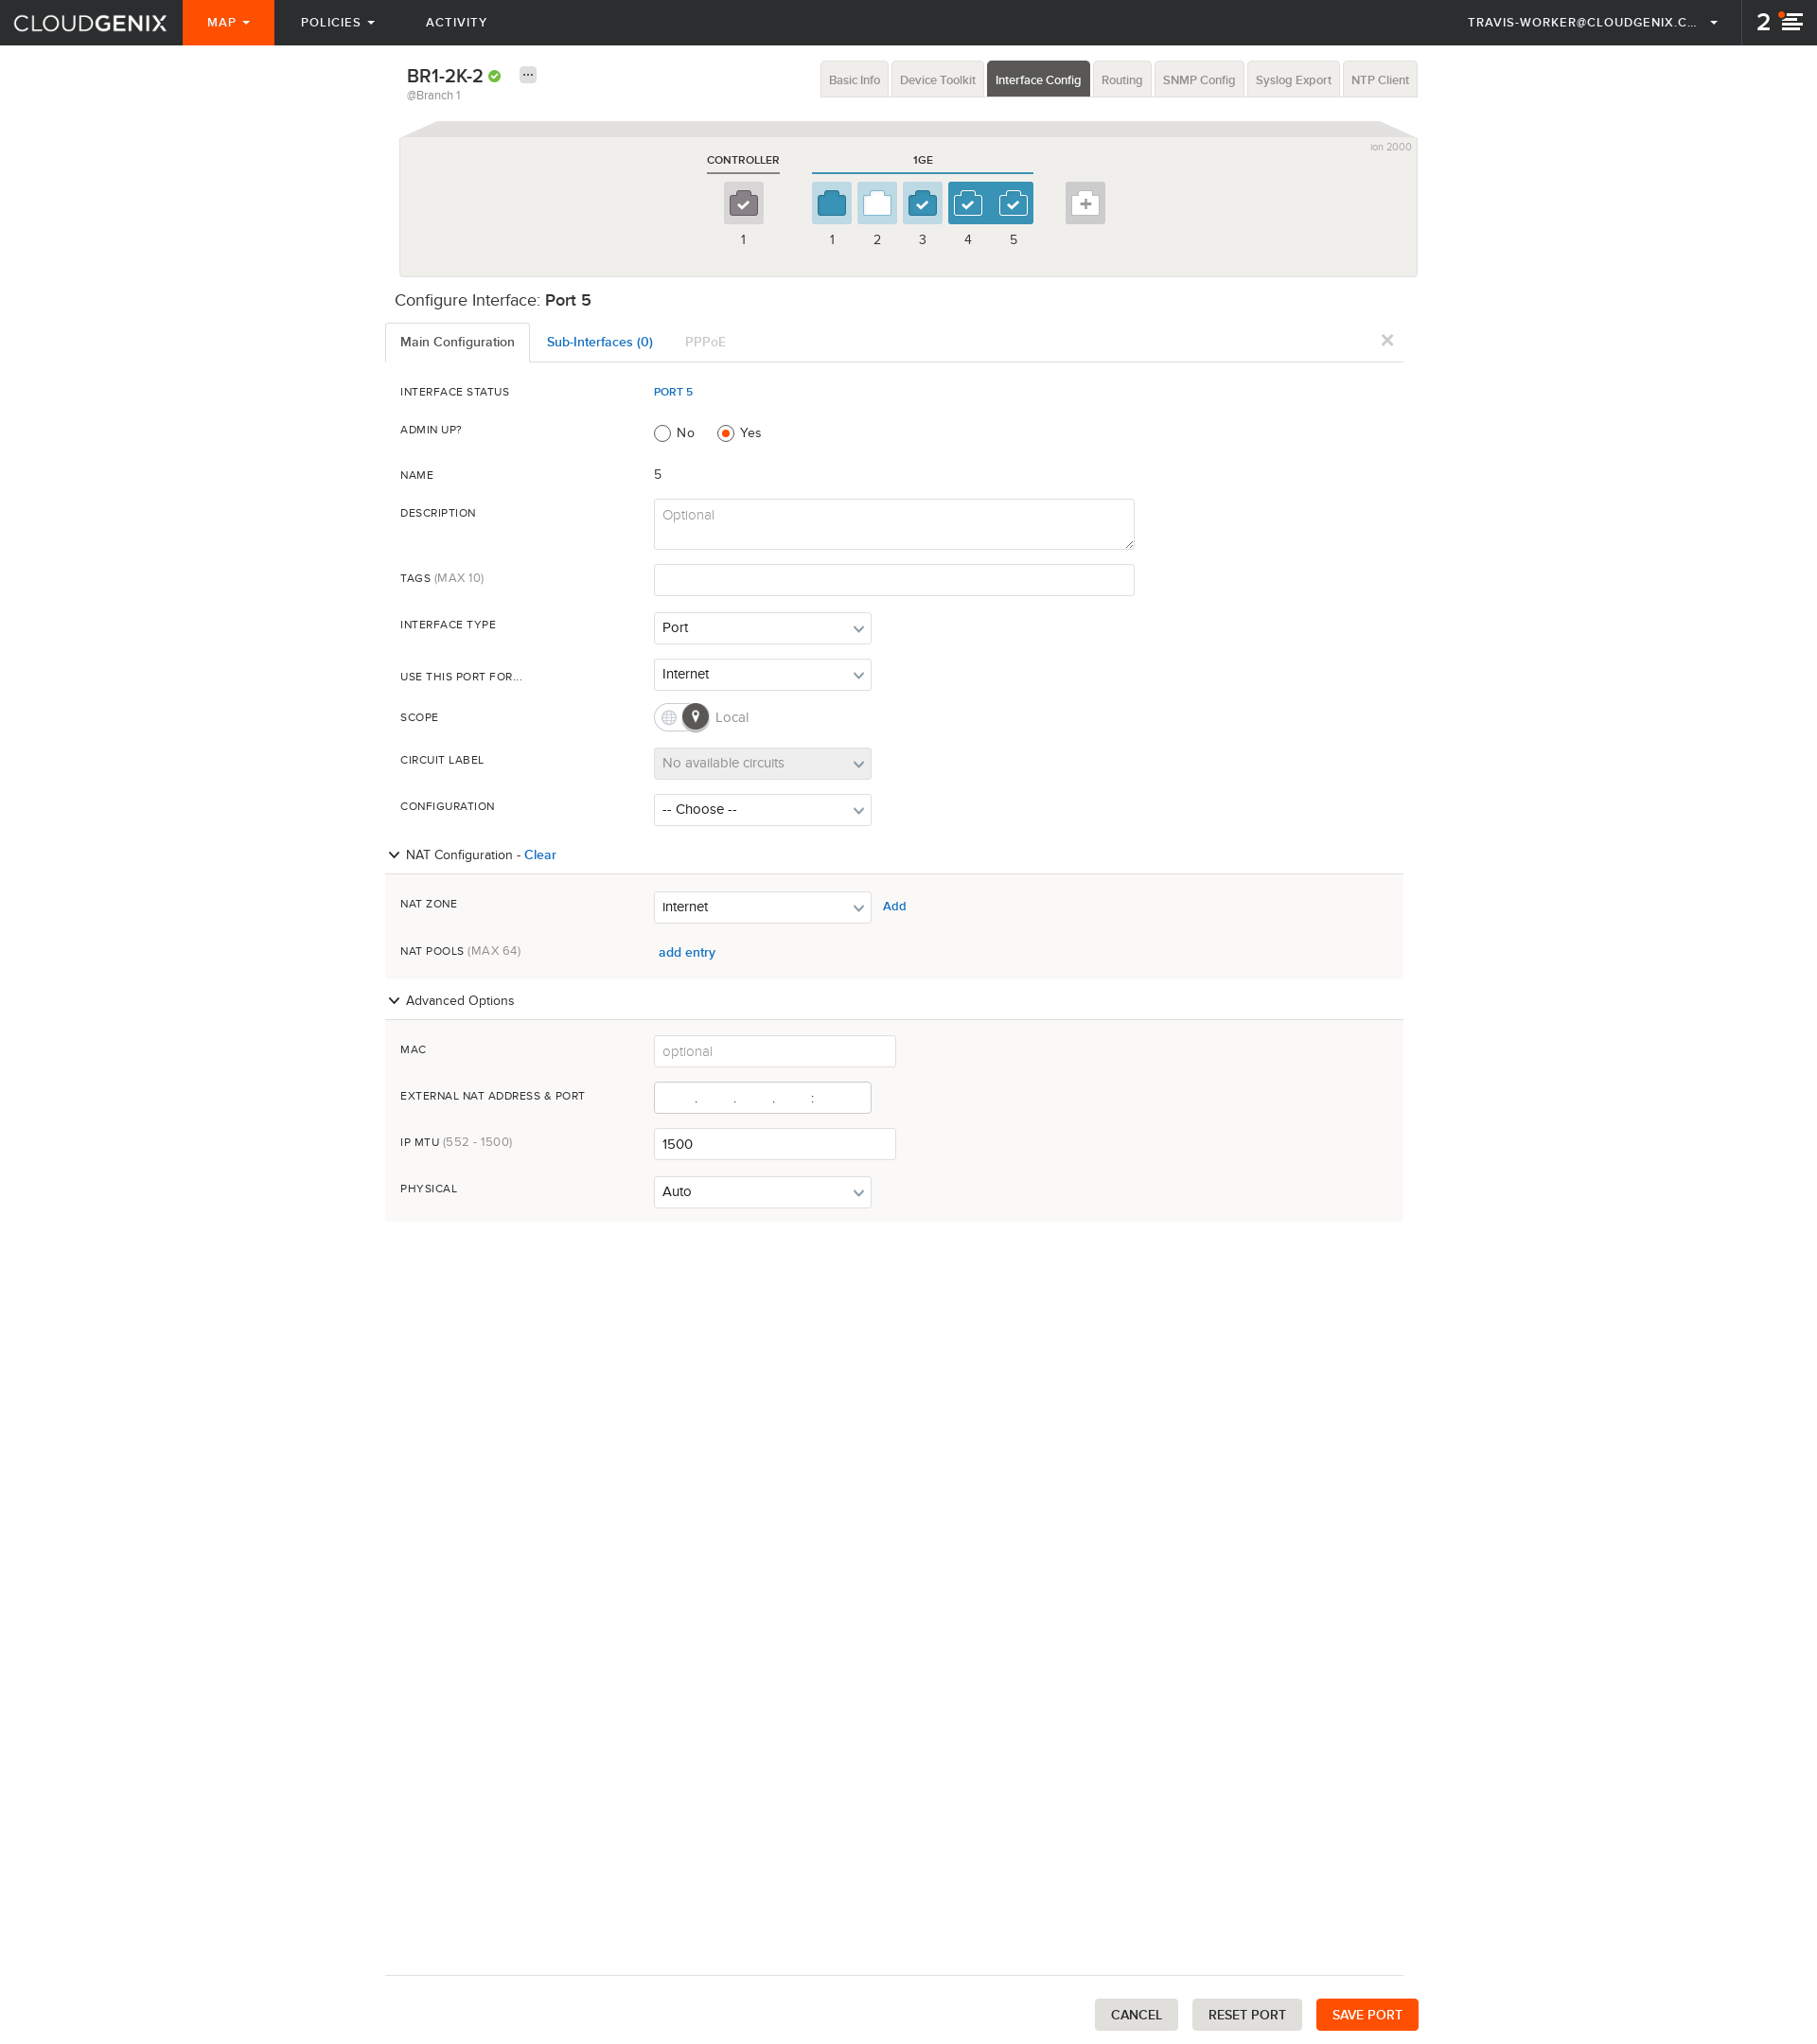 CLOUDGENIX MAP POLICIES ACTIVITY TRAVIS-WORKER@CLOUDGENIX.C... 2
BR1-2K-2 ...
@Branch 1
Basic Info Device Toolkit Interface Config Routing SNMP Config Syslog Export NTP Client
ion 2000
CONTROLLER 1GE
1 1 2 3 4 5
Configure Interface: Port 5
Main Configuration Sub-Interfaces (0) PPPoE
INTERFACE STATUS PORT 5
ADMIN UP? No Yes
NAME 5
DESCRIPTION Optional
TAGS (MAX 10)
INTERFACE TYPE Port
USE THIS PORT FOR... Internet
SCOPE Local
CIRCUIT LABEL No available circuits
CONFIGURATION -- Choose --
NAT Configuration - Clear
NAT ZONE internet Add
NAT POOLS (MAX 64) add entry
Advanced Options
MAC optional
EXTERNAL NAT ADDRESS & PORT . . . :
IP MTU (552 - 1500) 1500
PHYSICAL Auto
CANCEL RESET PORT SAVE PORT